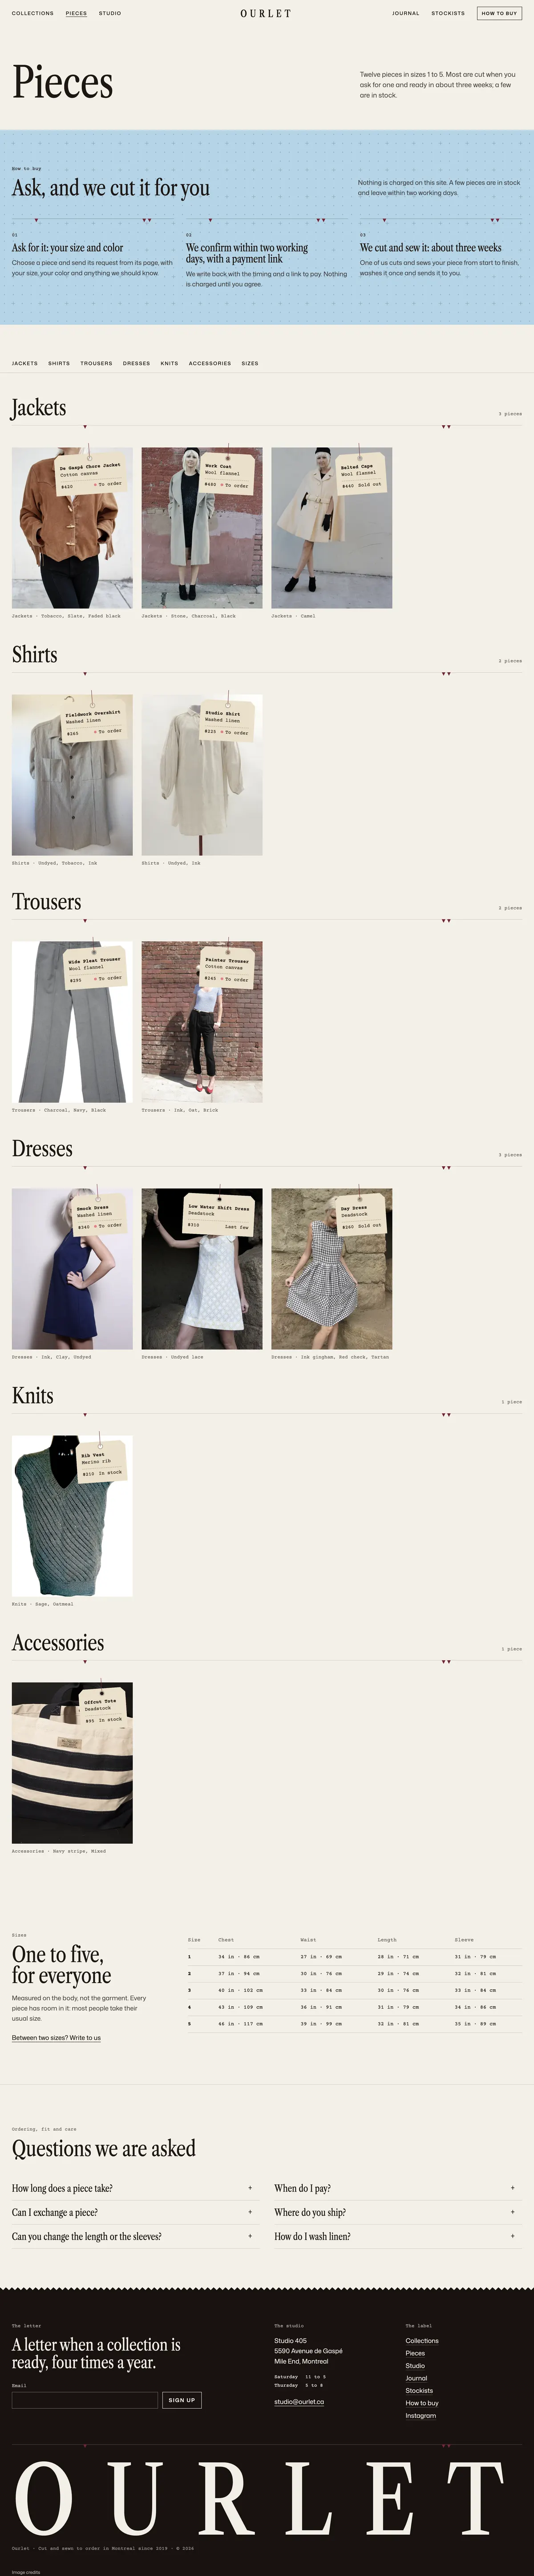 COLLECTIONS PIECES STUDIO
OURLET
JOURNAL STOCKISTS HOW TO BUY
Pieces
Twelve pieces in sizes 1 to 5. Most are cut when you
ask for one and ready in about three weeks; a few
are in stock.
How to buy
Ask, and we cut it for you
Nothing is charged on this site. A few pieces are in stock
and leave within two working days.
01
Ask for it: your size and color
Choose a piece and send its request from its page, with
your size, your color and anything we should know.
02
We confirm within two working
days, with a payment link
We write back with the timing and a link to pay. Nothing
is charged until you agree.
03
We cut and sew it: about three weeks
One of us cuts and sews your piece from start to finish,
washes it once and sends it to you.
JACKETS SHIRTS TROUSERS DRESSES KNITS ACCESSORIES SIZES
Jackets
3 pieces
De Gaspé Chore Jacket
Cotton canvas
$420 To order
Jackets · Tobacco, Slate, Faded black
Work Coat
Wool flannel
$680 To order
Jackets · Stone, Charcoal, Black
Belted Cape
Wool flannel
$640 Sold out
Jackets · Camel
Shirts
2 pieces
Fieldwork Overshirt
Washed linen
$265 To order
Shirts · Undyed, Tobacco, Ink
Studio Shirt
Washed linen
$225 To order
Shirts · Undyed, Ink
Trousers
2 pieces
Wide Pleat Trouser
Wool flannel
$295 To order
Trousers · Charcoal, Navy, Black
Painter Trouser
Cotton canvas
$245 To order
Trousers · Ink, Oat, Brick
Dresses
3 pieces
Smock Dress
Washed linen
$345 To order
Dresses · Ink, Clay, Undyed
Low Water Shift Dress
Deadstock
$310 Last few
Dresses · Undyed lace
Day Dress
Deadstock
$260 Sold out
Dresses · Ink gingham, Red check, Tartan
Knits
1 piece
Rib Vest
Merino rib
$210 In stock
Knits · Sage, Oatmeal
Accessories
1 piece
Offcut Tote
Deadstock
$95 In stock
Accessories · Navy stripe, Mixed
Sizes
One to five,
for everyone
Measured on the body, not the garment. Every
piece has room in it: most people take their
usual size.
Between two sizes? Write to us
Size Chest Waist Length Sleeve
1 34 in · 86 cm 27 in · 69 cm 28 in · 71 cm 31 in · 79 cm
2 37 in · 94 cm 30 in · 76 cm 29 in · 74 cm 32 in · 81 cm
3 40 in · 102 cm 33 in · 84 cm 30 in · 76 cm 33 in · 84 cm
4 43 in · 109 cm 36 in · 91 cm 31 in · 79 cm 34 in · 86 cm
5 46 in · 117 cm 39 in · 99 cm 32 in · 81 cm 35 in · 89 cm
Ordering, fit and care
Questions we are asked
How long does a piece take? +
When do I pay? +
Can I exchange a piece? +
Where do you ship? +
Can you change the length or the sleeves? +
How do I wash linen? +
The letter
A letter when a collection is
ready, four times a year.
Email
SIGN UP
The studio
Studio 405
5590 Avenue de Gaspé
Mile End, Montreal
Saturday 11 to 5
Thursday 5 to 8
studio@ourlet.ca
The label
Collections
Pieces
Studio
Journal
Stockists
How to buy
Instagram
OURLET
Ourlet · Cut and sewn to order in Montreal since 2019 · © 2026
Image credits